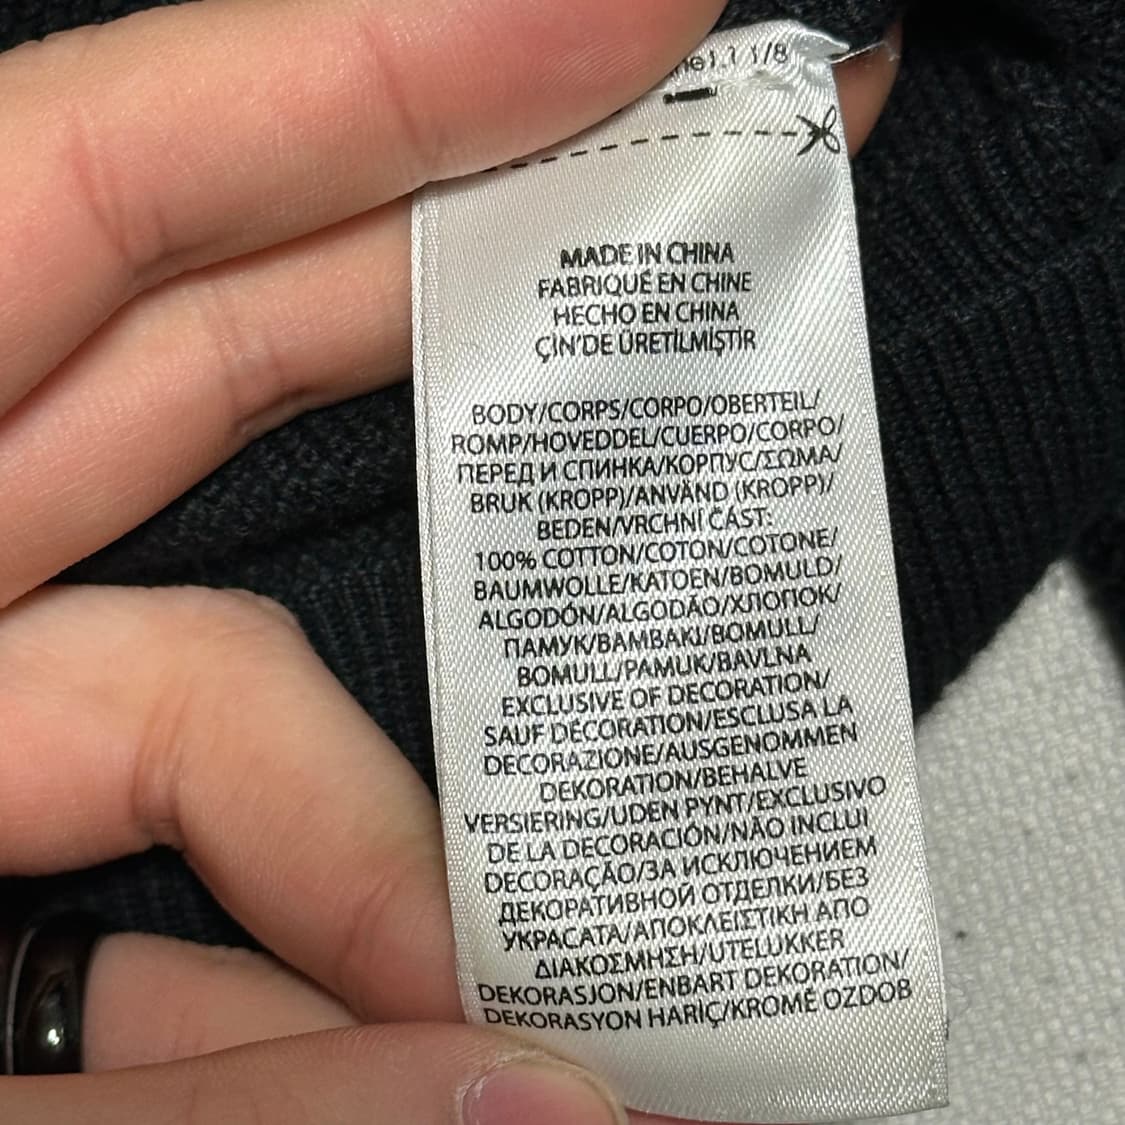 1.1 1/8
MADE IN CHINA
FABRIQUÉ EN CHINE
HECHO EN CHINA
ÇİN'DE ÜRETİLMİŞTİR
BODY/CORPS/CORPO/OBERTEIL/
ROMP/HOVEDDEL/CUERPO/CORPO/
ПЕРЕД И СПИНКА/КОРПУС/ΣΩΜΑ/
BRUK (KROPP)/ANVÄND (KROPP)/
BEDEN/VRCHNÍ ČÁST:
100% COTTON/COTON/COTONE/
BAUMWOLLE/KATOEN/BOMULD/
ALGODÓN/ALGODÃO/ХЛОПОК/
ПАМУК/ΒΑΜΒΑΚΙ/BOMULL/
BOMULL/PAMUK/BAVLNA
EXCLUSIVE OF DECORATION/
SAUF DÉCORATION/ESCLUSA LA
DECORAZIONE/AUSGENOMMEN
DEKORATION/BEHALVE
VERSIERING/UDEN PYNT/EXCLUSIVO
DE LA DECORACIÓN/NÃO INCLUI
DECORAÇÃO/ЗА ИСКЛЮЧЕНИЕМ
ДЕКОРАТИВНОЙ ОТДЕЛКИ/БЕЗ
УКРАСАТА/ΑΠΟΚΛΕΙΣΤΙΚΗ ΑΠΟ
ΔΙΑΚΟΣΜΗΣΗ/UTELUKKER
DEKORASJON/ENBART DEKORATION/
DEKORASYON HARİÇ/KROMĚ OZDOB